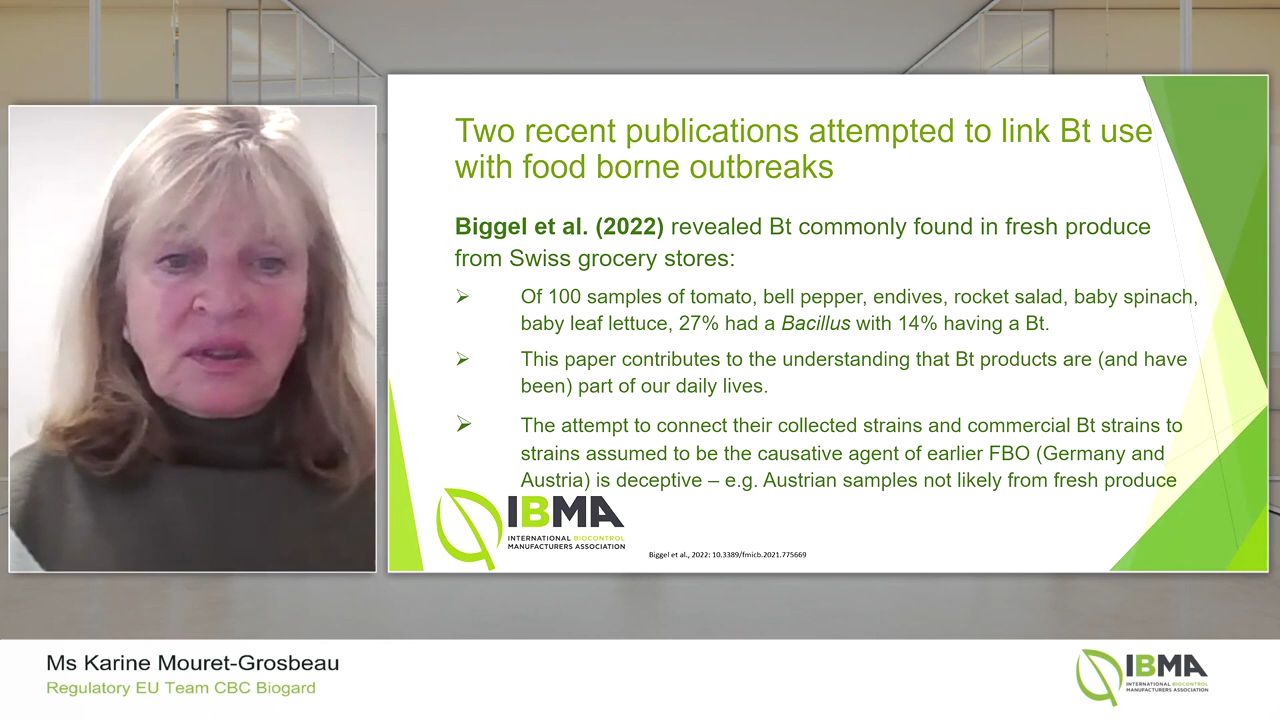 Two recent publications attempted to link Bt use
with food borne outbreaks
Biggel et al. (2022) revealed Bt commonly found in fresh produce
from Swiss grocery stores:
➢ Of 100 samples of tomato, bell pepper, endives, rocket salad, baby spinach,
baby leaf lettuce, 27% had a Bacillus with 14% having a Bt.
➢ This paper contributes to the understanding that Bt products are (and have
been) part of our daily lives.
➢ The attempt to connect their collected strains and commercial Bt strains to
strains assumed to be the causative agent of earlier FBO (Germany and
Austria) is deceptive – e.g. Austrian samples not likely from fresh produce
IBMA
INTERNATIONAL BIOCONTROL
MANUFACTURERS ASSOCIATION
Biggel et al., 2022: 10.3389/fmicb.2021.775669
Ms Karine Mouret-Grosbeau
Regulatory EU Team CBC Biogard
IBMA
INTERNATIONAL BIOCONTROL
MANUFACTURERS ASSOCIATION